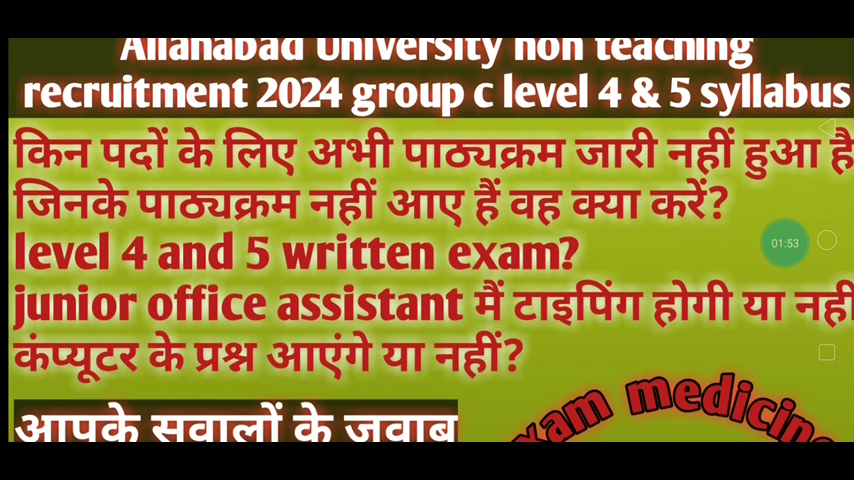 Allahabad University non teaching
recruitment 2024 group c level 4 & 5 syllabus
किन पदों के लिए अभी पाठ्यक्रम जारी नहीं हुआ है
जिनके पाठ्यक्रम नहीं आए हैं वह क्या करें?
level 4 and 5 written exam?
01:53
junior office assistant मैं टाइपिंग होगी या नही
कंप्यूटर के प्रश्न आएंगे या नहीं?
exam medicine
आपके सवालों के जवाब